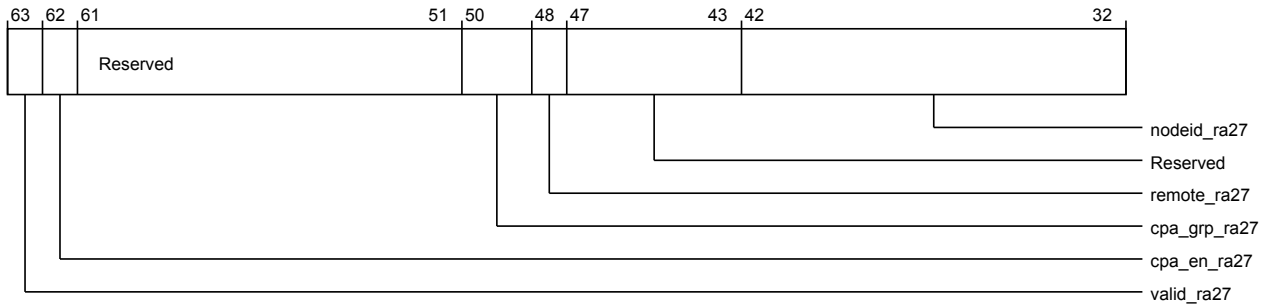 63 62 61 51 50 48 47 43 42 32
Reserved
nodeid_ra27
Reserved
remote_ra27
cpa_grp_ra27
cpa_en_ra27
valid_ra27